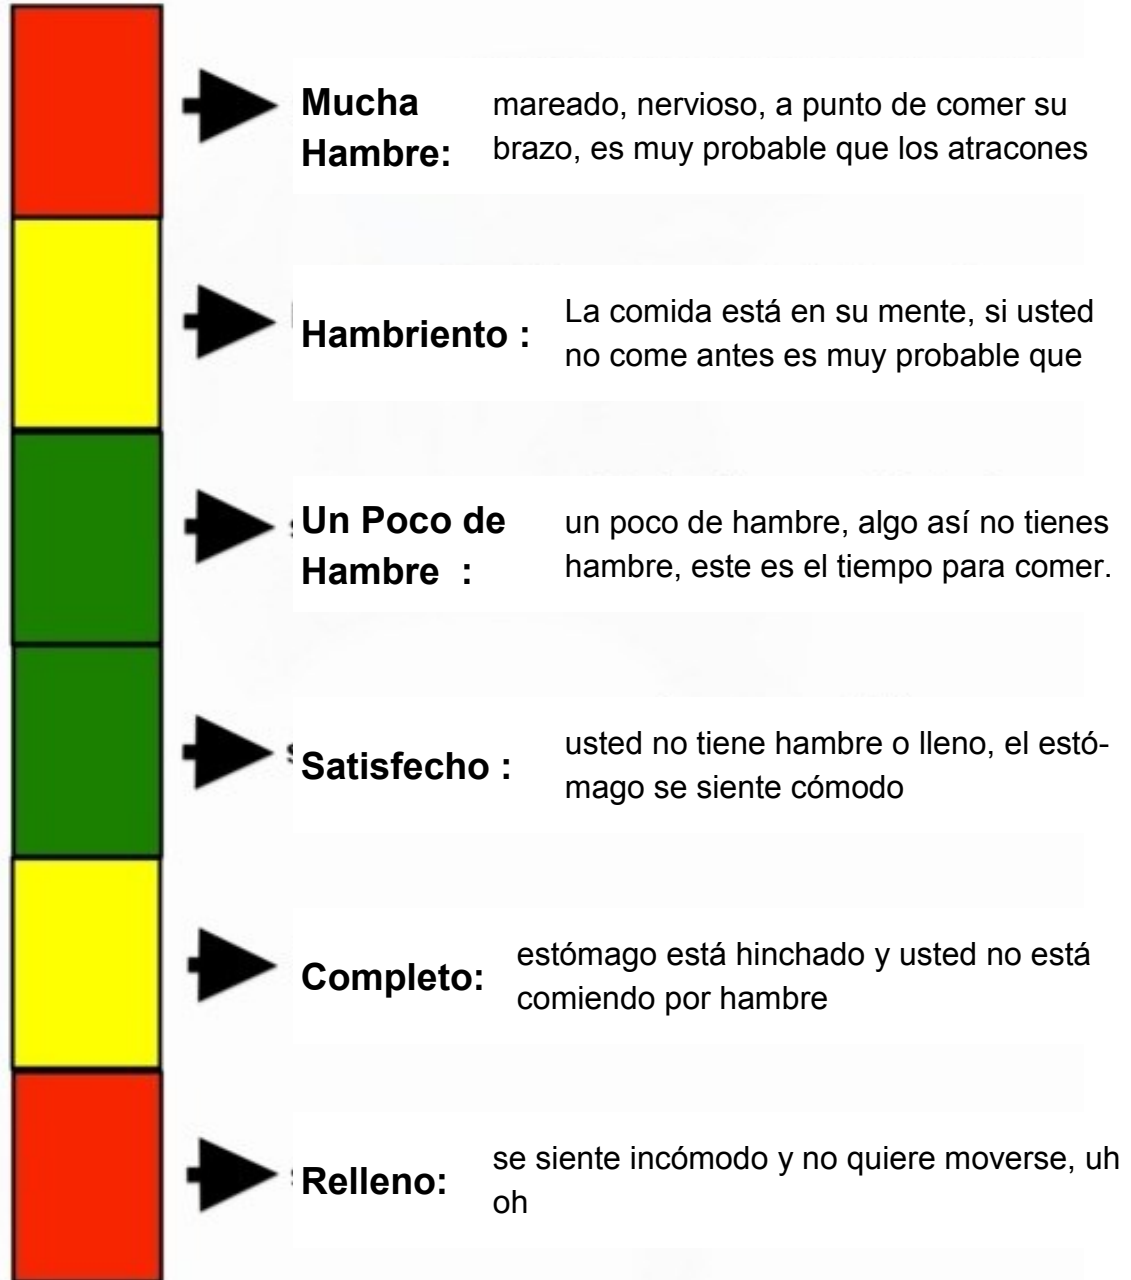 Mucha
Hambre:
mareado, nervioso, a punto de comer su
brazo, es muy probable que los atracones
Hambriento :
La comida está en su mente, si usted
no come antes es muy probable que
Un Poco de
Hambre :
un poco de hambre, algo así no tienes
hambre, este es el tiempo para comer.
Satisfecho :
usted no tiene hambre o lleno, el estó-
mago se siente cómodo
Completo:
estómago está hinchado y usted no está
comiendo por hambre
Relleno:
se siente incómodo y no quiere moverse, uh
oh